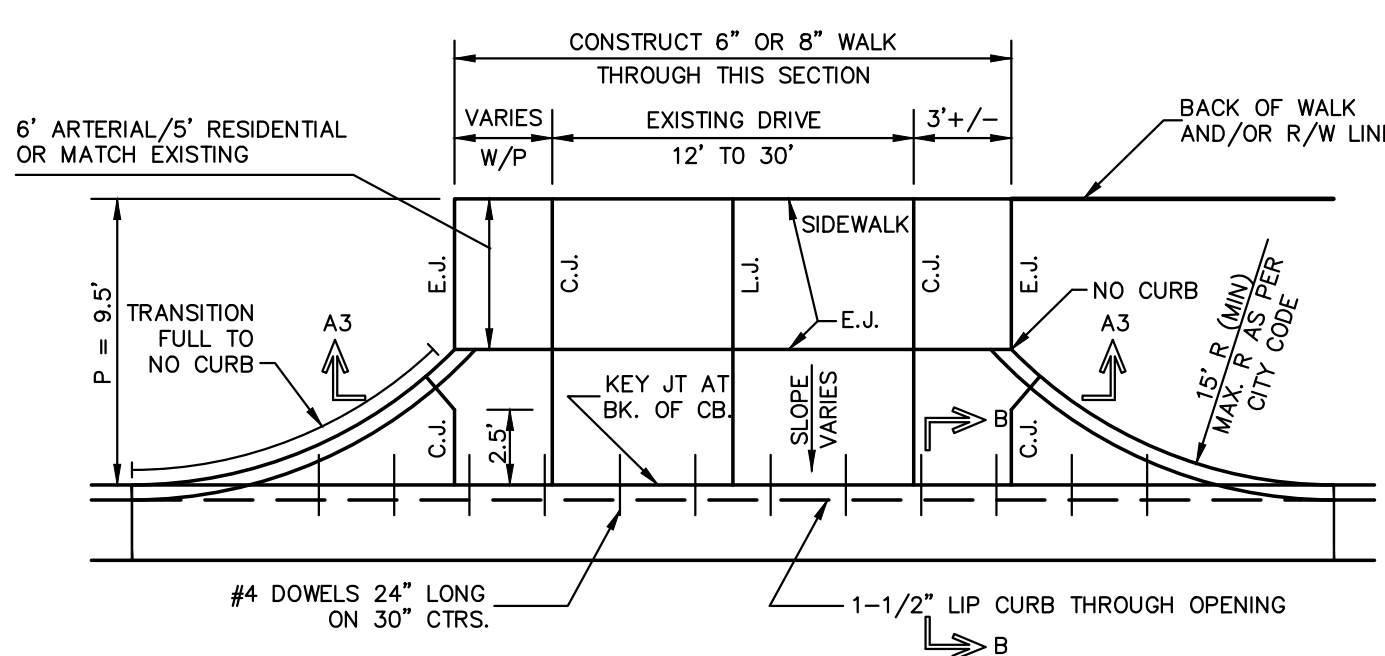 CONSTRUCT 6” OR 8” WALK
THROUGH THIS SECTION
6’ ARTERIAL/5’ RESIDENTIAL
OR MATCH EXISTING
VARIES
W/P
EXISTING DRIVE
12’ TO 30’
3’+/-
BACK OF WALK
AND/OR R/W LINE
P = 9.5’
TRANSITION
FULL TO
NO CURB
A3
E.J.
C.J.
L.J.
SIDEWALK
C.J.
E.J.
E.J.
NO CURB
A3
15’ R (MIN)
MAX. R AS PER
CITY CODE
KEY JT AT
BK. OF CB.
SLOPE
VARIES
B
C.J.
2.5’
C.J.
#4 DOWELS 24” LONG
ON 30” CTRS.
1-1/2” LIP CURB THROUGH OPENING
B